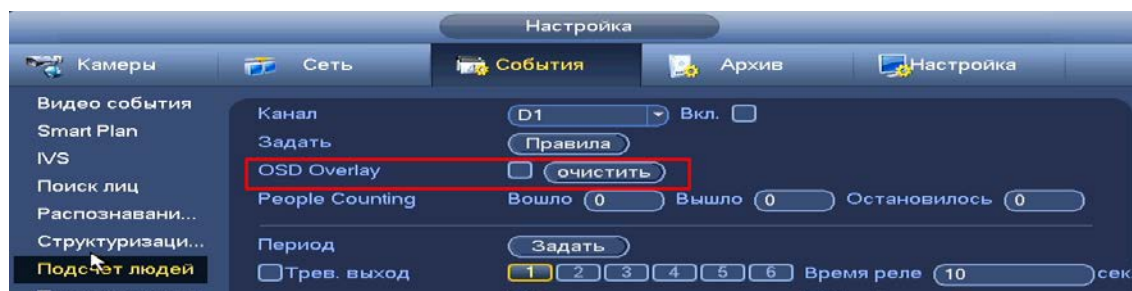 Настройка
Камеры Сеть События Архив Настройка
Видео события
Smart Plan
IVS
Поиск лиц
Распознавани...
Структуризаци...
Подсчет людей
Канал D1 Вкл.
Задать Правила
OSD Overlay очистить
People Counting Вошло 0 Вышло 0 Остановилось 0
Период Задать
Трев. выход 1 2 3 4 5 6 Время реле 10 сек